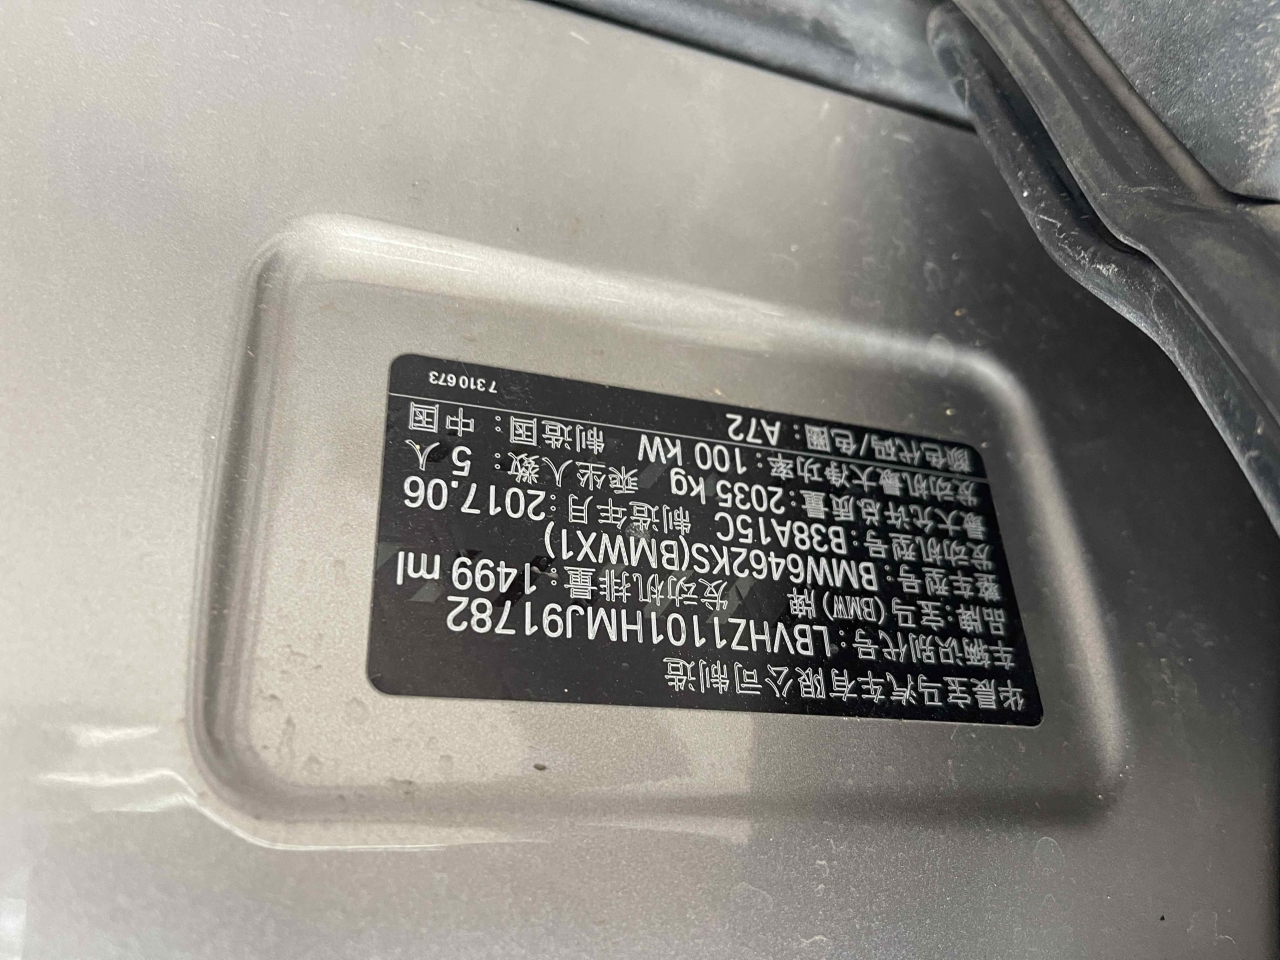 华晨宝马汽车有限公司制造
车辆识别代号：LBVHZ1101HMJ91782
品牌：宝马(BMW)牌 发动机排量：1499 ml
整车型号：BMW6462KS(BMWX1)
发动机型号：B38A15C 制造年月：2017.06
最大允许总质量：2035 kg 乘坐人数：5 人
发动机最大净功率：100 kW 制造国：中国
颜色代码/色圈：A72
7310673